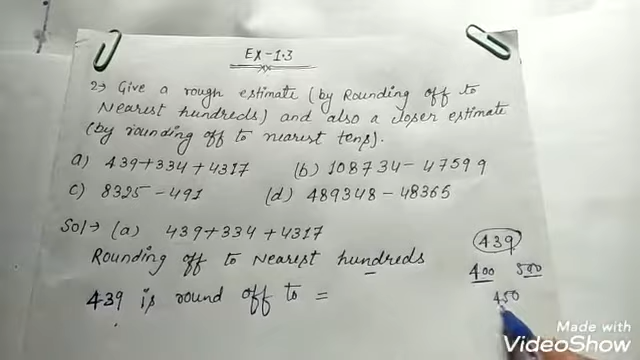 Ex-1.3
2→ Give a rough estimate (by Rounding off to
Nearest hundreds) and also a closer estimate
(by rounding off to nearest tens).
a) 439+334+4317 (b) 108734-47599
c) 8325-491 (d) 489348-48365
Sol→ (a) 439+334+4317
Rounding off to Nearest hundreds
439 is round off to =
439
400 500
450
Made with
VideoShow